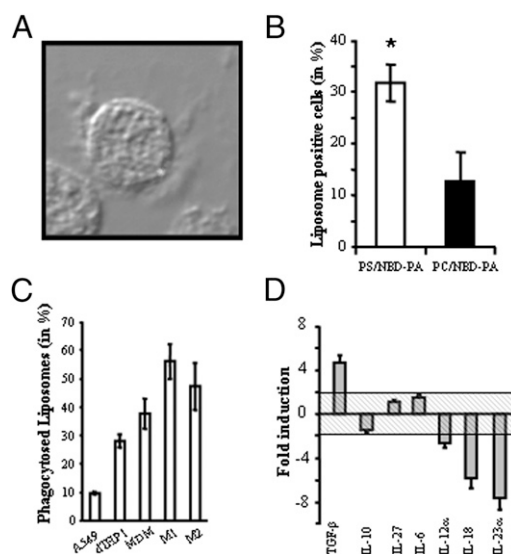 A
B
Liposome positive cells (in %)
40
30
20
10
0
*
PS/NBD-PA
PC/NBD-PA
C
Phagocytosed Liposomes (in %)
70
60
50
40
30
20
10
0
A549
dTHP1
MDM
M1
M2
D
Fold induction
8
4
0
-4
-8
TGF-β
IL-10
IL-27
IL-6
IL-12α
IL-18
IL-23α